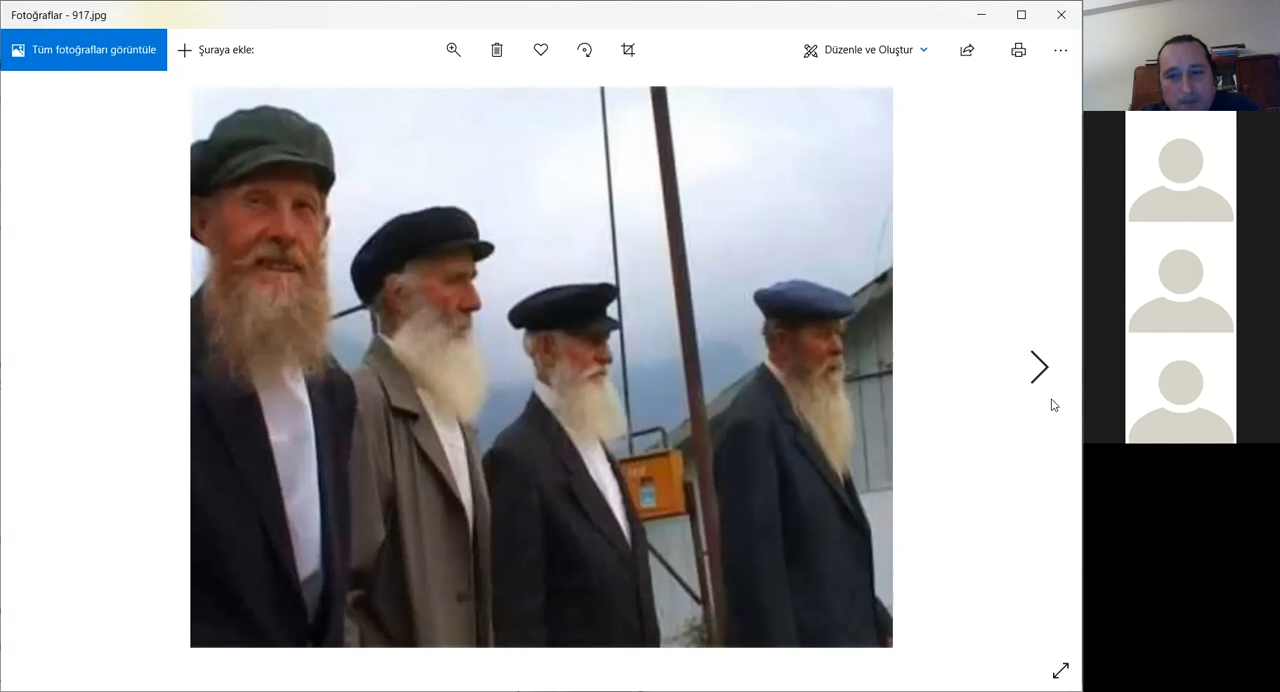 Fotoğraflar - 917.jpg
Tüm fotoğrafları görüntüle
Şuraya ekle:
Düzenle ve Oluştur